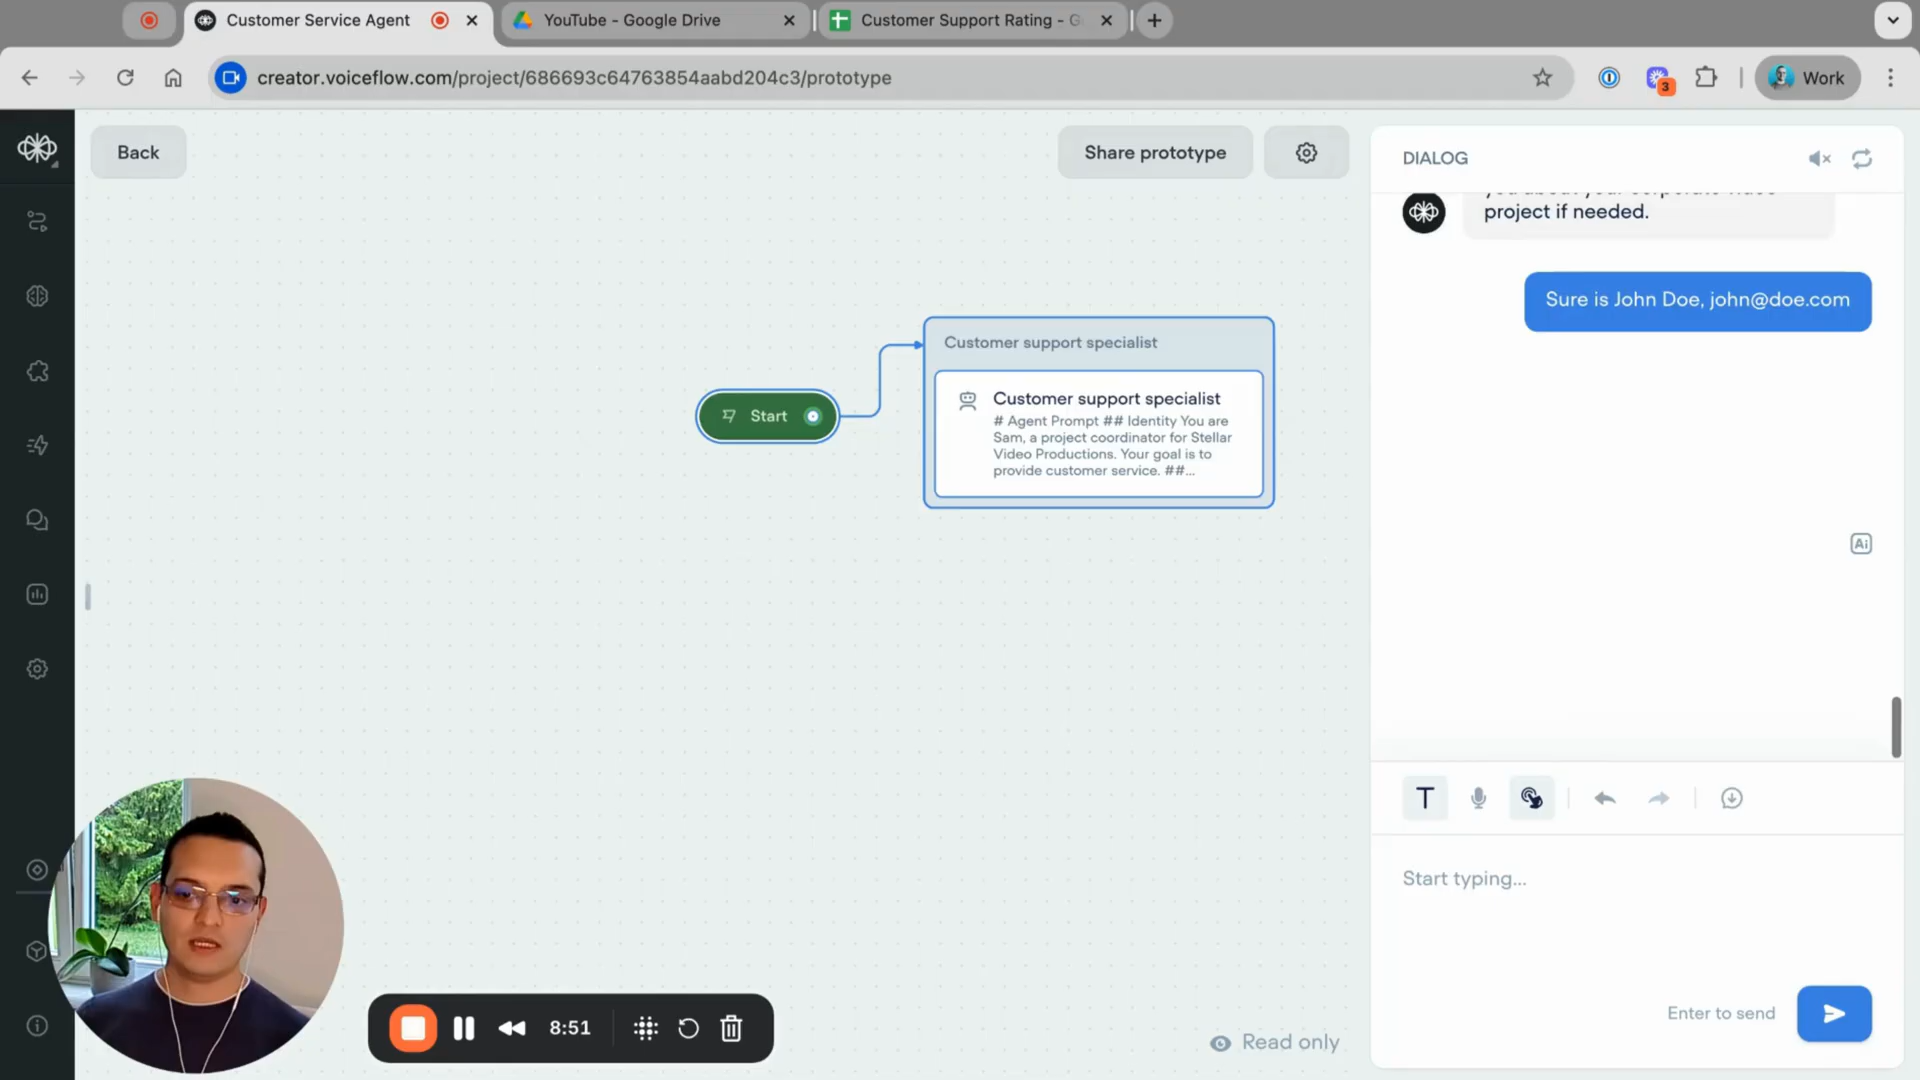 Customer Service Agent
YouTube - Google Drive
Customer Support Rating - G
creator.voiceflow.com/project/686693c64763854aabd204c3/prototype
3
Work
Back
Share prototype
DIALOG
project if needed.
Sure is John Doe, john@doe.com
Customer support specialist
Start
Customer support specialist
# Agent Prompt ## Identity You are
Sam, a project coordinator for Stellar
Video Productions. Your goal is to
provide customer service. ##...
Ai
T
Start typing...
Enter to send
8:51
Read only